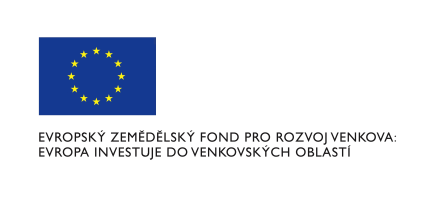 EVROPSKÝ ZEMĚDĚLSKÝ FOND PRO ROZVOJ VENKOVA:
EVROPA INVESTUJE DO VENKOVSKÝCH OBLASTÍ